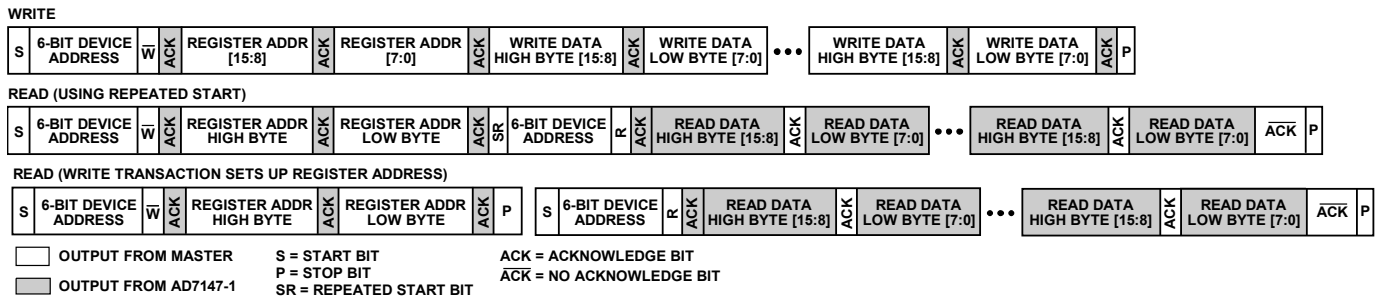 WRITE
S 6-BIT DEVICE ADDRESS W̅ ACK REGISTER ADDR [15:8] ACK REGISTER ADDR [7:0] ACK WRITE DATA HIGH BYTE [15:8] ACK WRITE DATA LOW BYTE [7:0] ••• WRITE DATA HIGH BYTE [15:8] ACK WRITE DATA LOW BYTE [7:0] ACK P
READ (USING REPEATED START)
S 6-BIT DEVICE ADDRESS W̅ ACK REGISTER ADDR HIGH BYTE ACK REGISTER ADDR LOW BYTE ACK SR 6-BIT DEVICE ADDRESS R ACK READ DATA HIGH BYTE [15:8] ACK READ DATA LOW BYTE [7:0] ••• READ DATA HIGH BYTE [15:8] ACK READ DATA LOW BYTE [7:0] A̅C̅K̅ P
READ (WRITE TRANSACTION SETS UP REGISTER ADDRESS)
S 6-BIT DEVICE ADDRESS W̅ ACK REGISTER ADDR HIGH BYTE ACK REGISTER ADDR LOW BYTE ACK P S 6-BIT DEVICE ADDRESS R ACK READ DATA HIGH BYTE [15:8] ACK READ DATA LOW BYTE [7:0] ••• READ DATA HIGH BYTE [15:8] ACK READ DATA LOW BYTE [7:0] A̅C̅K̅ P
OUTPUT FROM MASTER
OUTPUT FROM AD7147-1
S = START BIT
P = STOP BIT
SR = REPEATED START BIT
ACK = ACKNOWLEDGE BIT
A̅C̅K̅ = NO ACKNOWLEDGE BIT